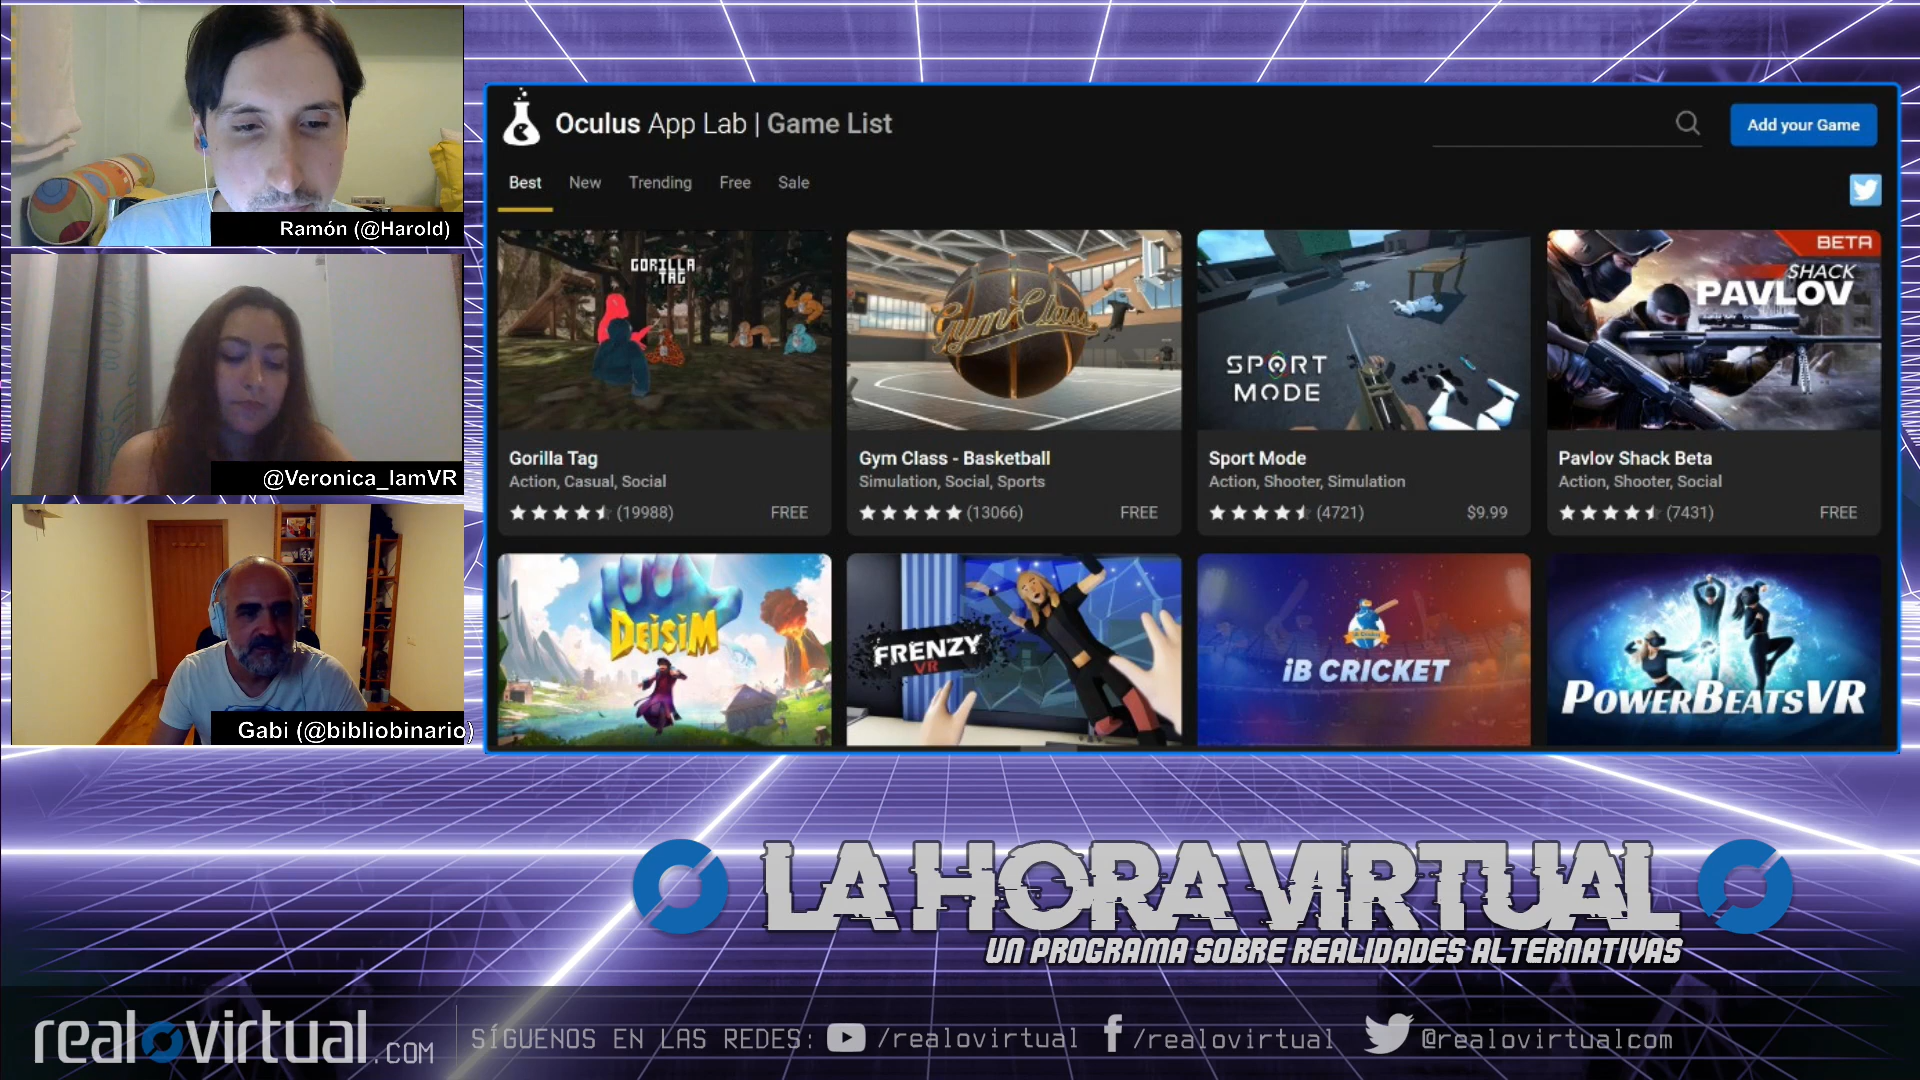 Ramón (@Harold)
@Veronica_IamVR
Gabi (@bibliobinario)
Oculus App Lab | Game List
Add your Game
Best New Trending Free Sale
GORILLA TAG
Gym Class
SPORT MODE
BETA
SHACK
PAVLOV
Gorilla Tag
Action, Casual, Social
(19988) FREE
Gym Class - Basketball
Simulation, Social, Sports
(13066) FREE
Sport Mode
Action, Shooter, Simulation
(4721) $9.99
Pavlov Shack Beta
Action, Shooter, Social
(7431) FREE
DEISIM
FRENZY
VR
iB CRICKET
POWERBEATSVR
LA HORA VIRTUAL
UN PROGRAMA SOBRE REALIDADES ALTERNATIVAS
realovirtual.COM
SÍGUENOS EN LAS REDES: /realovirtual /realovirtual @realovirtualcom